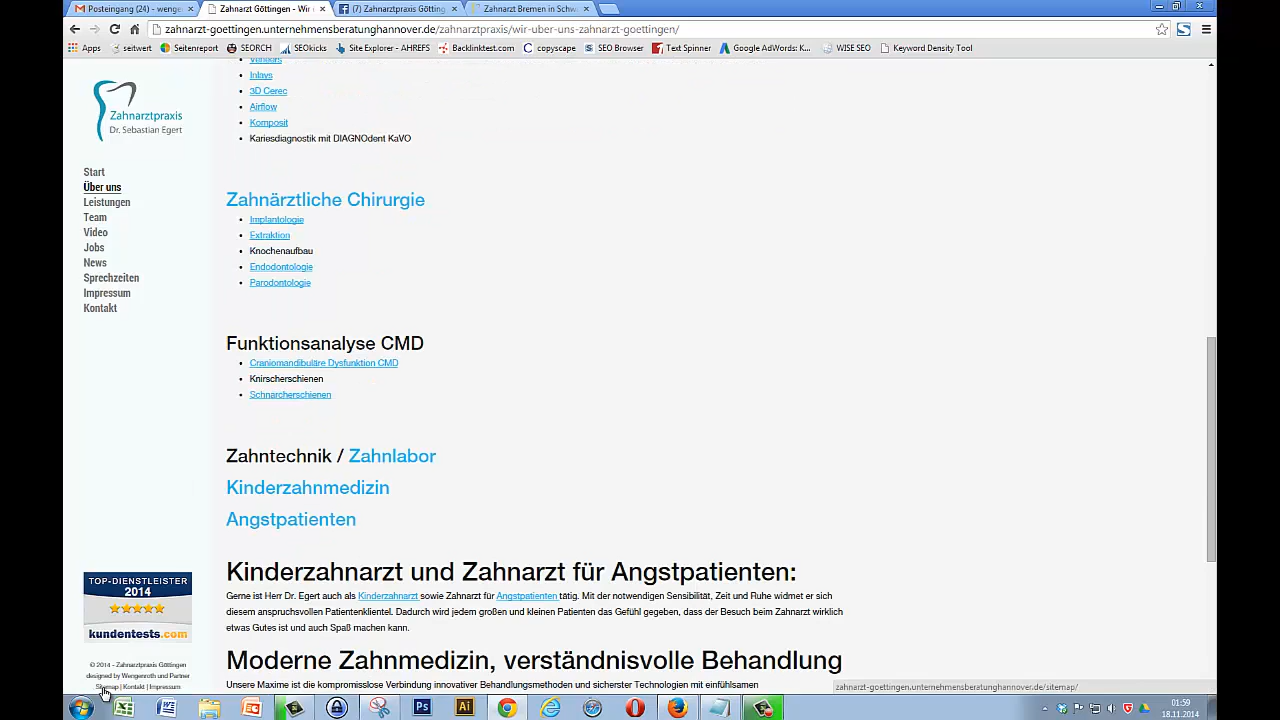 Posteingang (24) - wenge
Zahnarzt Göttingen - Wir
(7) Zahnarztpraxis Götting
Zahnarzt Bremen in Schw
zahnarzt-goettingen.unternehmensberatunghannover.de/zahnarztpraxis/wir-uber-uns-zahnarzt-goettingen/
Apps
seitwert
Seitenreport
SEORCH
SEOkicks
Site Explorer - AHREFS
Backlinktest.com
copyscape
SEO Browser
Text Spinner
Google AdWords: K...
WISE SEO
Keyword Density Tool
Zahnarztpraxis
Dr. Sebastian Egert
Start
Über uns
Leistungen
Team
Video
Jobs
News
Sprechzeiten
Impressum
Kontakt
TOP-DIENSTLEISTER
2014
kundentests.com
© 2014 - Zahnarztpraxis Göttingen
designed by Wengenroth und Partner
Sitemap | Kontakt | Impressum
Veneers
Inlays
3D Cerec
Airflow
Komposit
Kariesdiagnostik mit DIAGNOdent KaVO
Zahnärztliche Chirurgie
Implantologie
Extraktion
Knochenaufbau
Endodontologie
Parodontologie
Funktionsanalyse CMD
Craniomandibuläre Dysfunktion CMD
Knirscherschienen
Schnarcherschienen
Zahntechnik / Zahnlabor
Kinderzahnmedizin
Angstpatienten
Kinderzahnarzt und Zahnarzt für Angstpatienten:
Gerne ist Herr Dr. Egert auch als Kinderzahnarzt sowie Zahnarzt für Angstpatienten tätig. Mit der notwendigen Sensibilität, Zeit und Ruhe widmet er sich
diesem anspruchsvollen Patientenklientel. Dadurch wird jedem großen und kleinen Patienten das Gefühl gegeben, dass der Besuch beim Zahnarzt wirklich
etwas Gutes ist und auch Spaß machen kann.
Moderne Zahnmedizin, verständnisvolle Behandlung
Unsere Maxime ist die kompromisslose Verbindung innovativer Behandlungsmethoden und sicherster Technologien mit einfühlsamen
zahnarzt-goettingen.unternehmensberatunghannover.de/sitemap/
01:59
18.11.2014